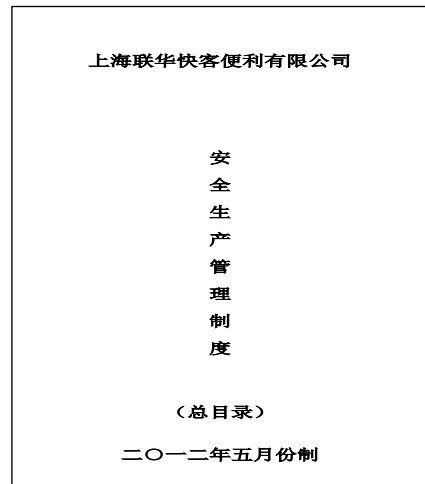 上海联华快客便利有限公司
安
全
生
产
管
理
制
度
（总目录）
二〇一二年五月份制